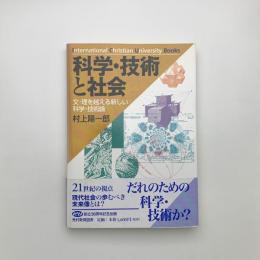 International Christian University Books
科学・技術
と社会
文・理を越える新しい
科学・技術論
村上陽一郎
21世紀の視点
現代社会の歩むべき
未来像とは?
だれのための
科学・
技術か?